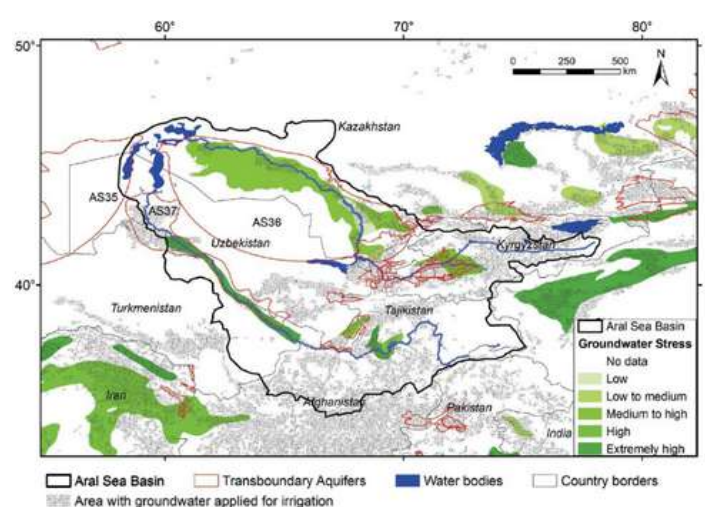 60° 70° 80°
50°
N
0 250 500
km
Kazakhstan
AS35
AS37
AS36
Uzbekistan
Kyrgyzstan
40°
Turkmenistan
Tajikistan
Iran
Afghanistan
Pakistan
India
Aral Sea Basin
Groundwater Stress
No data
Low
Low to medium
Medium to high
High
Extremely high
Aral Sea Basin Transboundary Aquifers Water bodies Country borders
Area with groundwater applied for irrigation